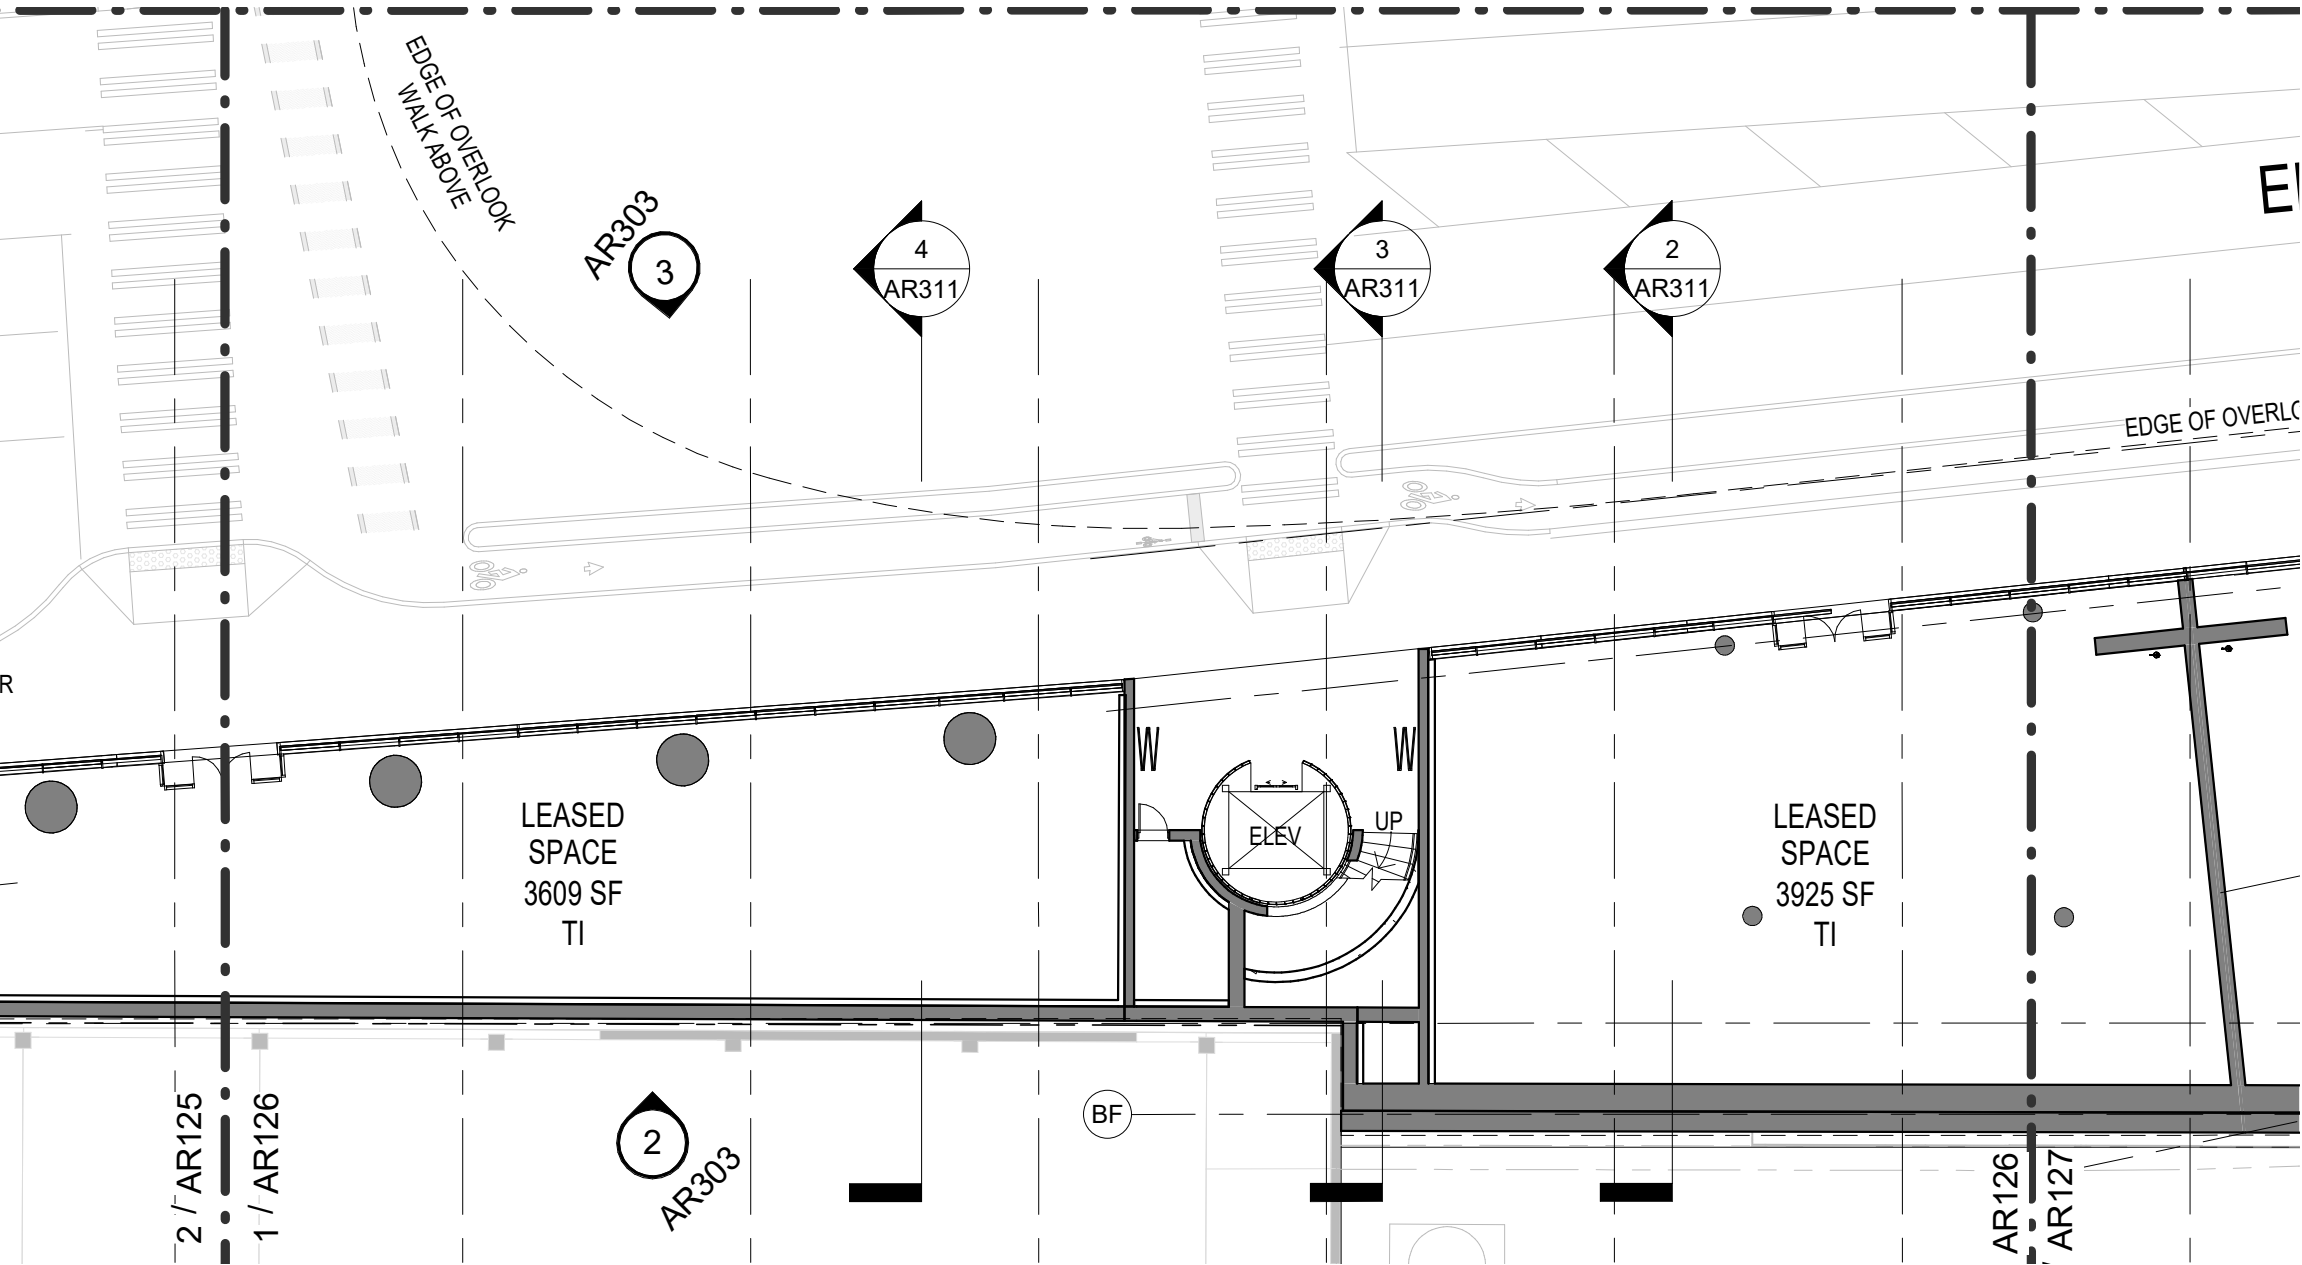 EDGE OF OVERLOOK
WALK ABOVE
AR303
3
4
AR311
3
AR311
2
AR311
EDGE OF
R
W
W
LEASED
SPACE
3609 SF
TI
ELEV
UP
LEASED
SPACE
3925 SF
TI
2 / AR125
1 / AR126
2
AR303
BF
AR126
AR127